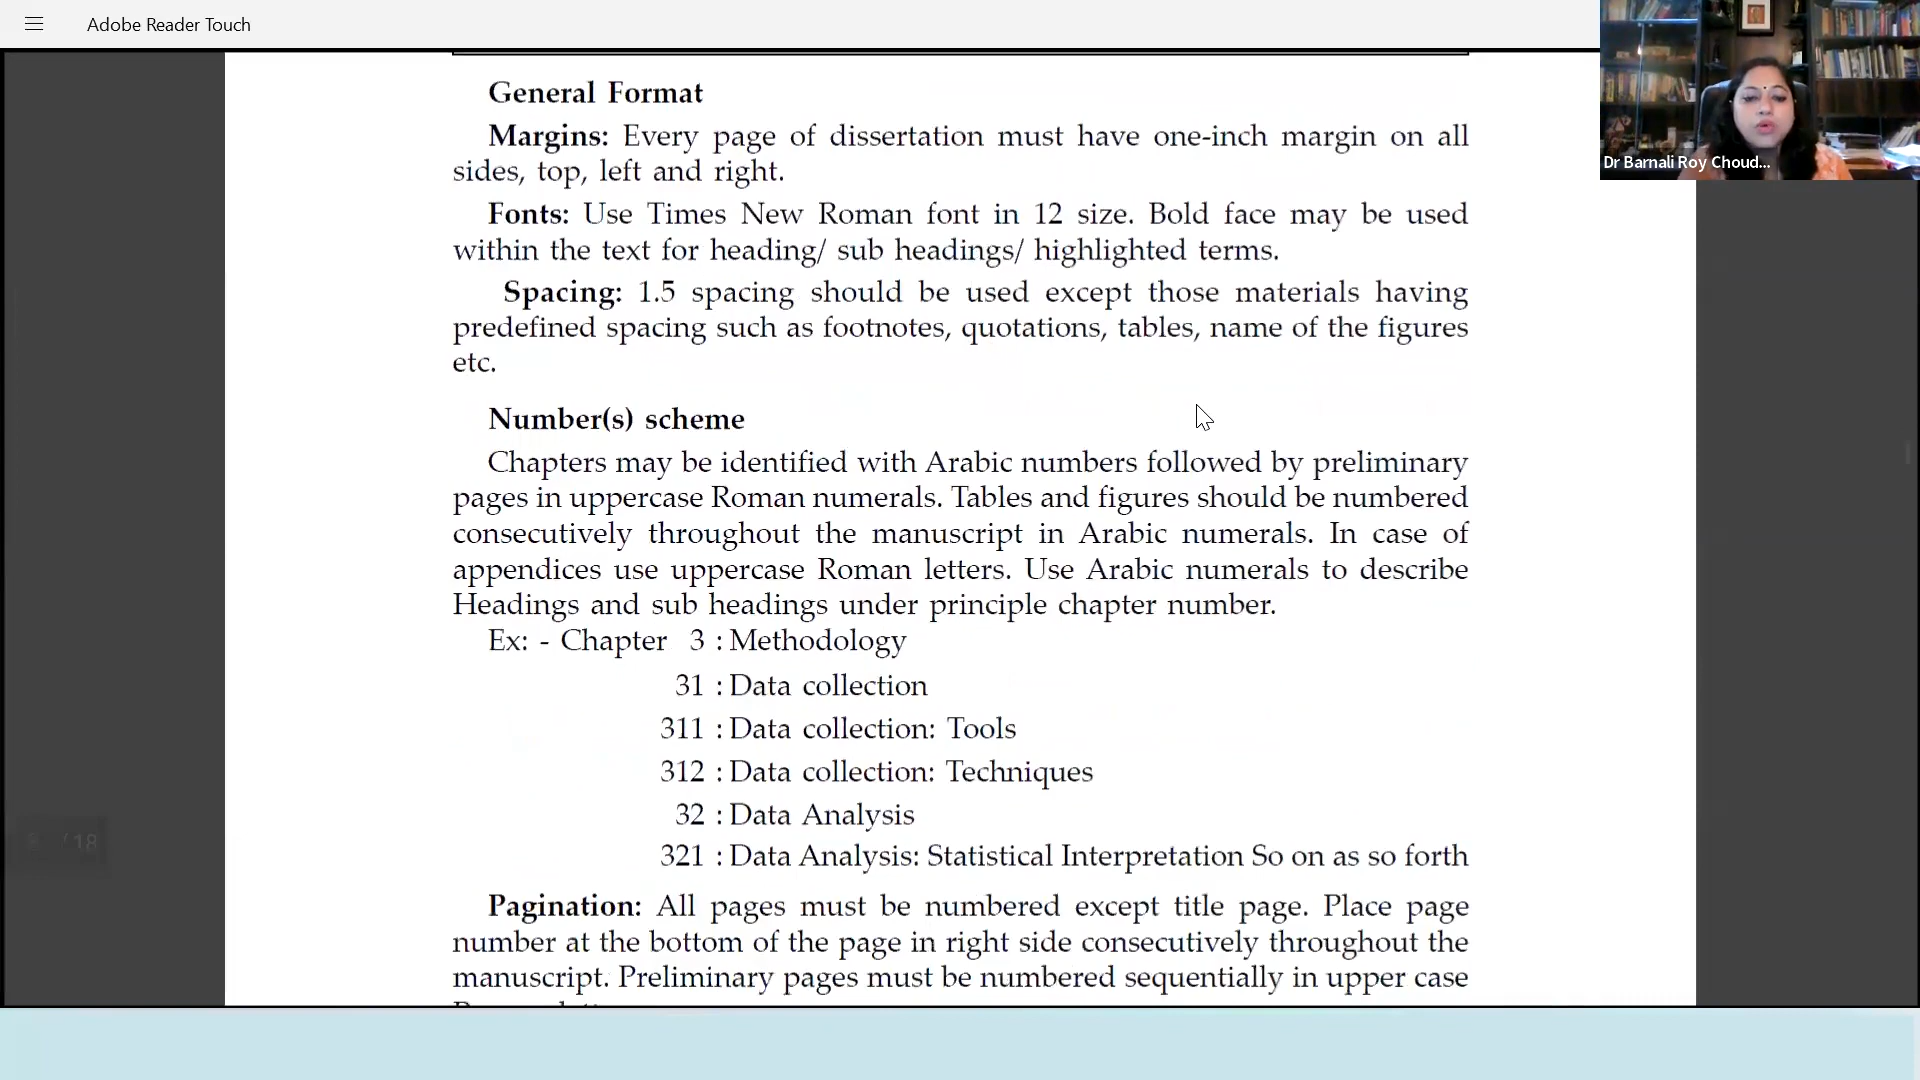 Adobe Reader Touch
Dr Barnali Roy Choud...
General Format
Margins: Every page of dissertation must have one-inch margin on all
sides, top, left and right.
Fonts: Use Times New Roman font in 12 size. Bold face may be used
within the text for heading/ sub headings/ highlighted terms.
Spacing: 1.5 spacing should be used except those materials having
predefined spacing such as footnotes, quotations, tables, name of the figures
etc.
Number(s) scheme
Chapters may be identified with Arabic numbers followed by preliminary
pages in uppercase Roman numerals. Tables and figures should be numbered
consecutively throughout the manuscript in Arabic numerals. In case of
appendices use uppercase Roman letters. Use Arabic numerals to describe
Headings and sub headings under principle chapter number.
Ex: - Chapter 3 : Methodology
31 : Data collection
311 : Data collection: Tools
312 : Data collection: Techniques
32 : Data Analysis
321 : Data Analysis: Statistical Interpretation So on as so forth
/ 18
Pagination: All pages must be numbered except title page. Place page
number at the bottom of the page in right side consecutively throughout the
manuscript. Preliminary pages must be numbered sequentially in upper case